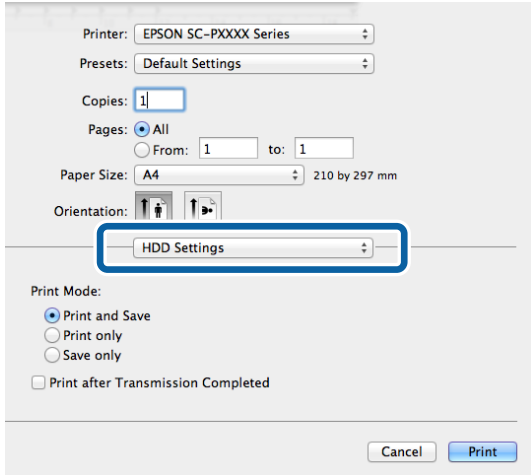 Printer: EPSON SC-PXXXX Series
Presets: Default Settings
Copies: 1
Pages: All
From: 1 to: 1
Paper Size: A4 210 by 297 mm
Orientation:
HDD Settings
Print Mode:
Print and Save
Print only
Save only
Print after Transmission Completed
Cancel Print